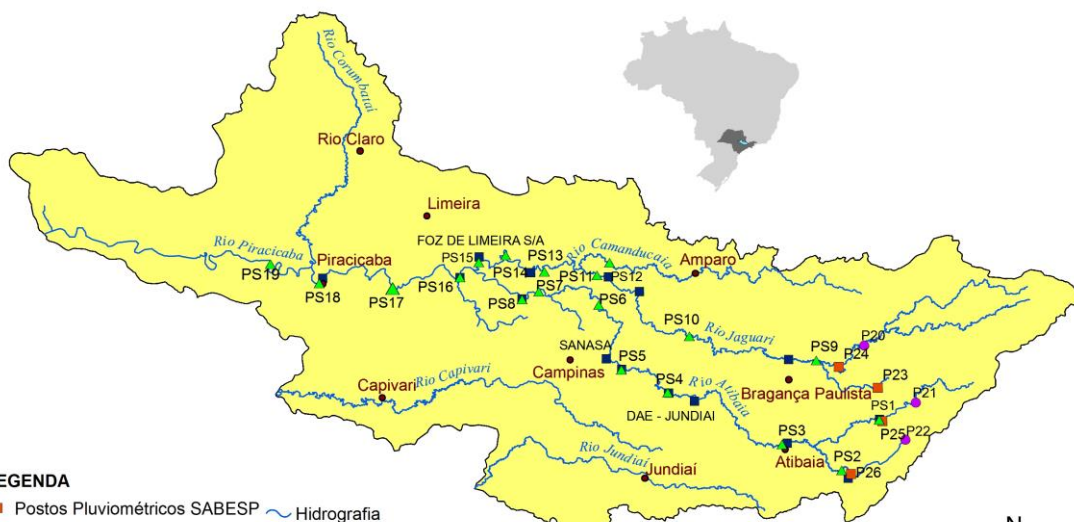 Rio Corumbataí
Rio Claro
Limeira
Rio Piracicaba
PS19
Piracicaba
PS18
PS17
FOZ DE LIMEIRA S/A
PS15
PS16
PS14
PS13
Rio Camanducaia
PS11
PS12
Amparo
PS8
PS7
PS6
PS10
Rio Jaguari
P20
PS9
P24
P23
SANASA
PS5
Campinas
PS4
Rio Atibaia
Bragança Paulista
P21
PS1
P25
P22
Capivari
Rio Capivari
DAE - JUNDIAI
PS3
Atibaia
PS2
P26
Rio Jundiaí
Jundiaí
EGENDA
Postos Pluviométricos SABESP
Hidrografia
N